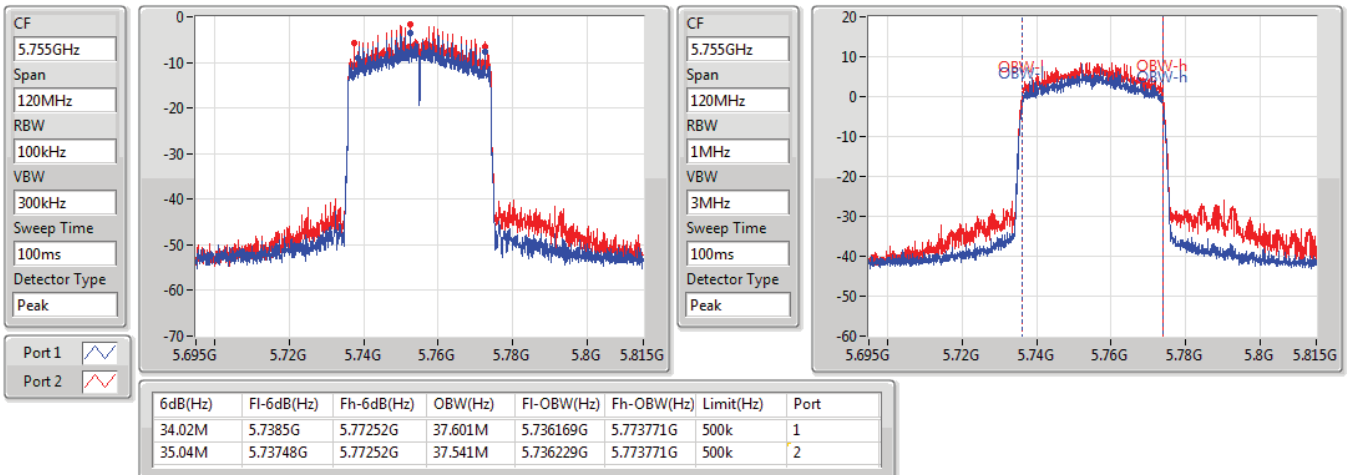 CF
5.755GHz
Span
120MHz
RBW
100kHz
VBW
300kHz
Sweep Time
100ms
Detector Type
Peak
Port 1
Port 2
0
-10
-20
-30
-40
-50
-60
-70
5.695G 5.72G 5.74G 5.76G 5.78G 5.8G 5.815G
CF
5.755GHz
Span
120MHz
RBW
1MHz
VBW
3MHz
Sweep Time
100ms
Detector Type
Peak
20
10
0
-10
-20
-30
-40
-50
-60
OBW-l OBW-h
OBW-l OBW-h
5.695G 5.72G 5.74G 5.76G 5.78G 5.8G 5.815G
6dB(Hz) Fl-6dB(Hz) Fh-6dB(Hz) OBW(Hz) Fl-OBW(Hz) Fh-OBW(Hz) Limit(Hz) Port
34.02M 5.7385G 5.77252G 37.601M 5.736169G 5.773771G 500k 1
35.04M 5.73748G 5.77252G 37.541M 5.736229G 5.773771G 500k 2